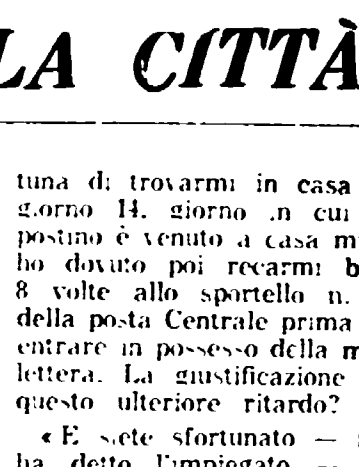 LA CITTÀ
tuna di trovarmi in casa
giorno 14, giorno in cui
postino è venuto a casa m
ho dovuto poi recarmi b
8 volte allo sportello n.
della posta Centrale prima
entrare in possesso della m
lettera. La giustificazione
questo ulteriore ritardo?
« E siete sfortunato —
ha detto l'impiegato